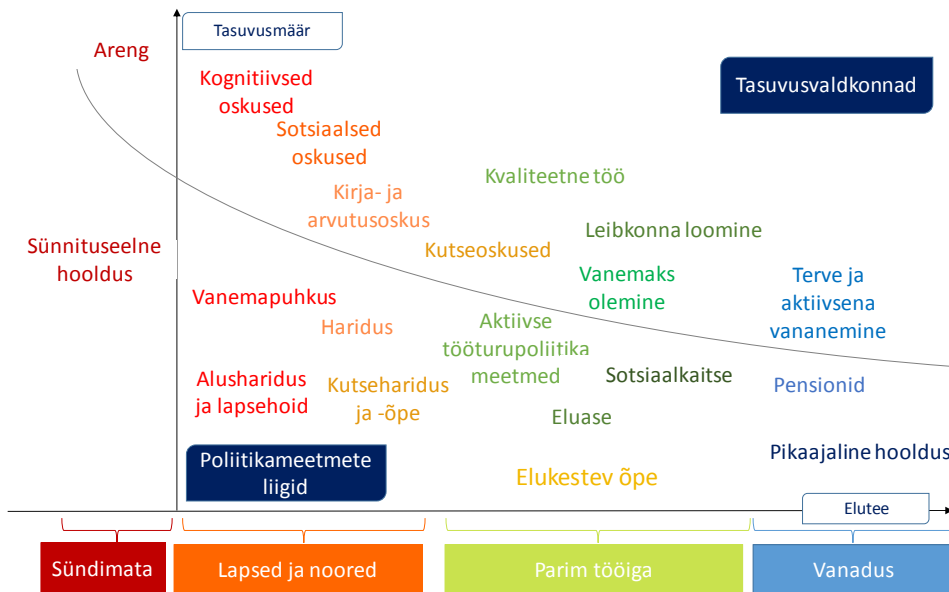 Tasuvusmäär
Areng
Kognitiivsed
oskused
Tasuvusvaldkonnad
Sotsiaalsed
oskused
Kvaliteetne töö
Kirja- ja
arvutusoskus
Leibkonna loomine
Kutseoskused
Sünnituseelne
hooldus
Vanemaks
olemine
Terve ja
aktiivsena
vananemine
Vanemapuhkus
Haridus
Aktiivse
tööturupoliitika
meetmed
Alusharidus
ja lapsehoid
Kutseharidus
ja -õpe
Sotsiaalkaitse
Pensionid
Eluase
Poliitikameetmete
liigid
Elukestev õpe
Pikaajaline hooldus
Elutee
Sündimata
Lapsed ja noored
Parim tööiga
Vanadus